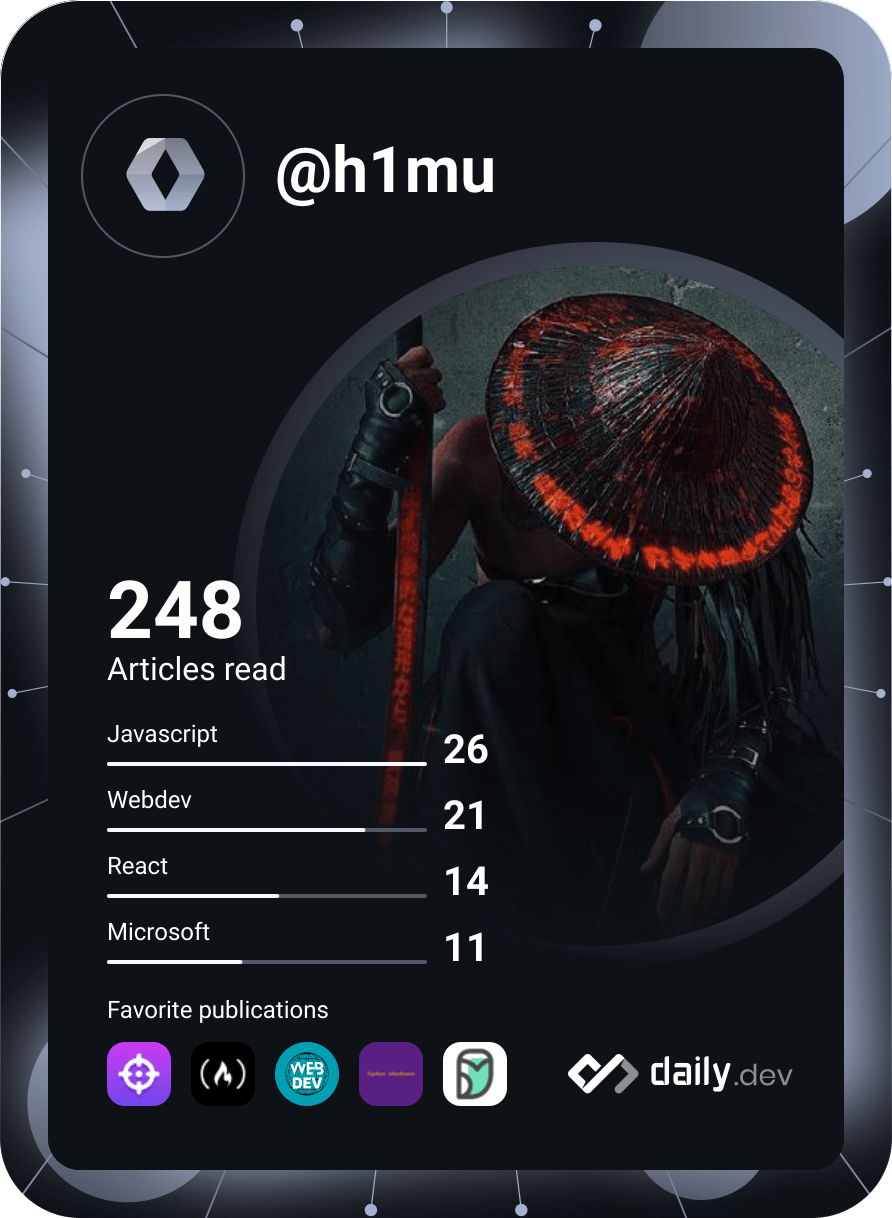 @h1mu
248
Articles read
Javascript
26
Webdev
21
React
14
Microsoft
11
Favorite publications
WEB
DEV
daily.dev